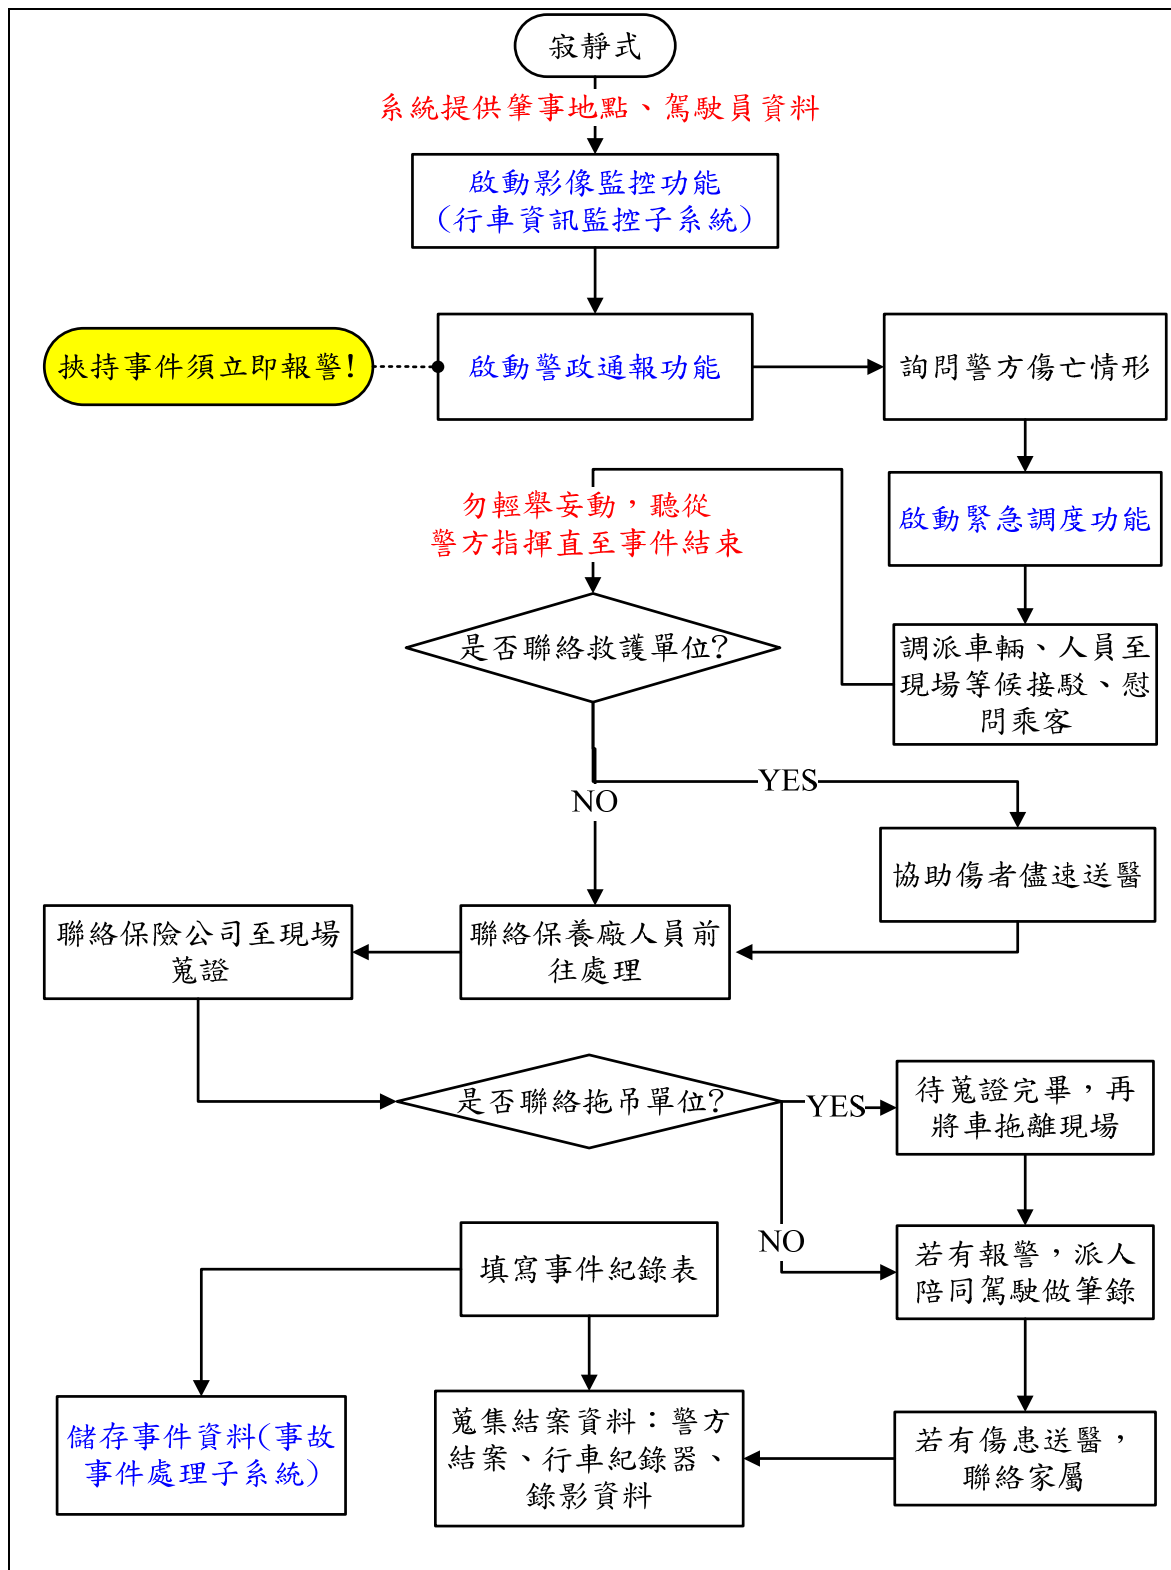 寂靜式
系統提供肇事地點、駕駛員資料
啟動影像監控功能
(行車資訊監控子系統)
挾持事件須立即報警!
啟動警政通報功能
詢問警方傷亡情形
勿輕舉妄動，聽從
警方指揮直至事件結束
啟動緊急調度功能
是否聯絡救護單位?
調派車輛、人員至
現場等候接駁、慰
問乘客
YES
NO
協助傷者儘速送醫
聯絡保險公司至現場
蒐證
聯絡保養廠人員前
往處理
是否聯絡拖吊單位?
YES
待蒐證完畢，再
將車拖離現場
NO
填寫事件紀錄表
若有報警，派人
陪同駕駛做筆錄
儲存事件資料(事故
事件處理子系統)
蒐集結案資料：警方
結案、行車紀錄器、
錄影資料
若有傷患送醫，
聯絡家屬